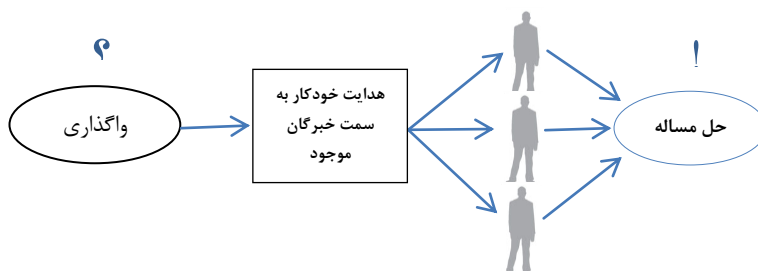 ؟
واگذاری
هدایت خودکار به
سمت خبرگان
موجود
!
حل مساله